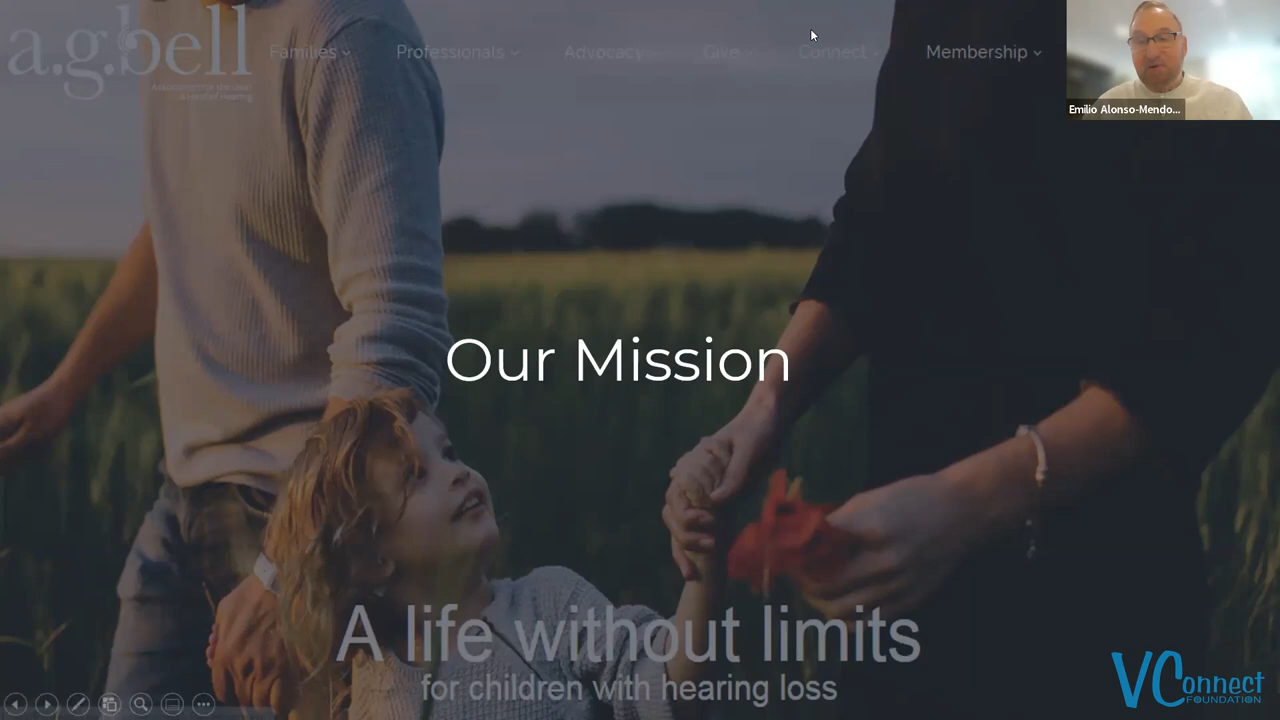 a.g.bell
Families
Professionals
Advocacy
Give
Connect
Membership
Emilio Alonso-Mendo...
Our Mission
A life without limits
for children with hearing loss
VConnect
FOUNDATION